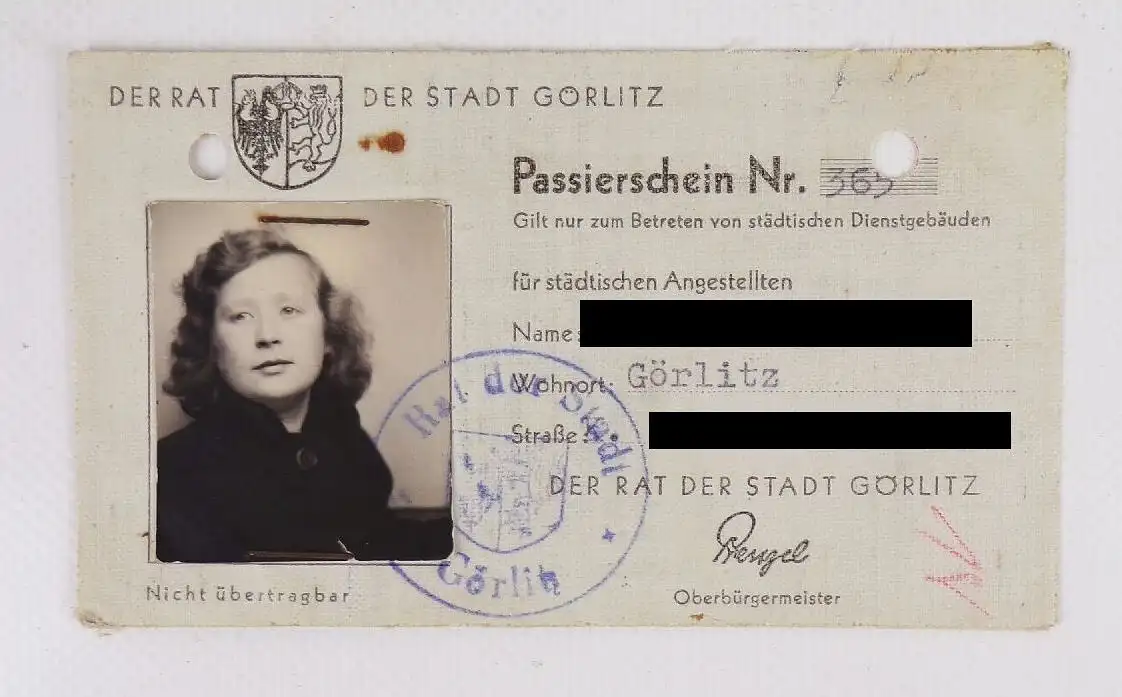 DER RAT DER STADT GÖRLITZ
Passierschein Nr. 365
Gilt nur zum Betreten von städtischen Dienstgebäuden
für städtischen Angestellten
Name:
Wohnort: Görlitz
Straße:
Rat der Stadt
Görlitz
DER RAT DER STADT GÖRLITZ
Oberbürgermeister
Nicht übertragbar